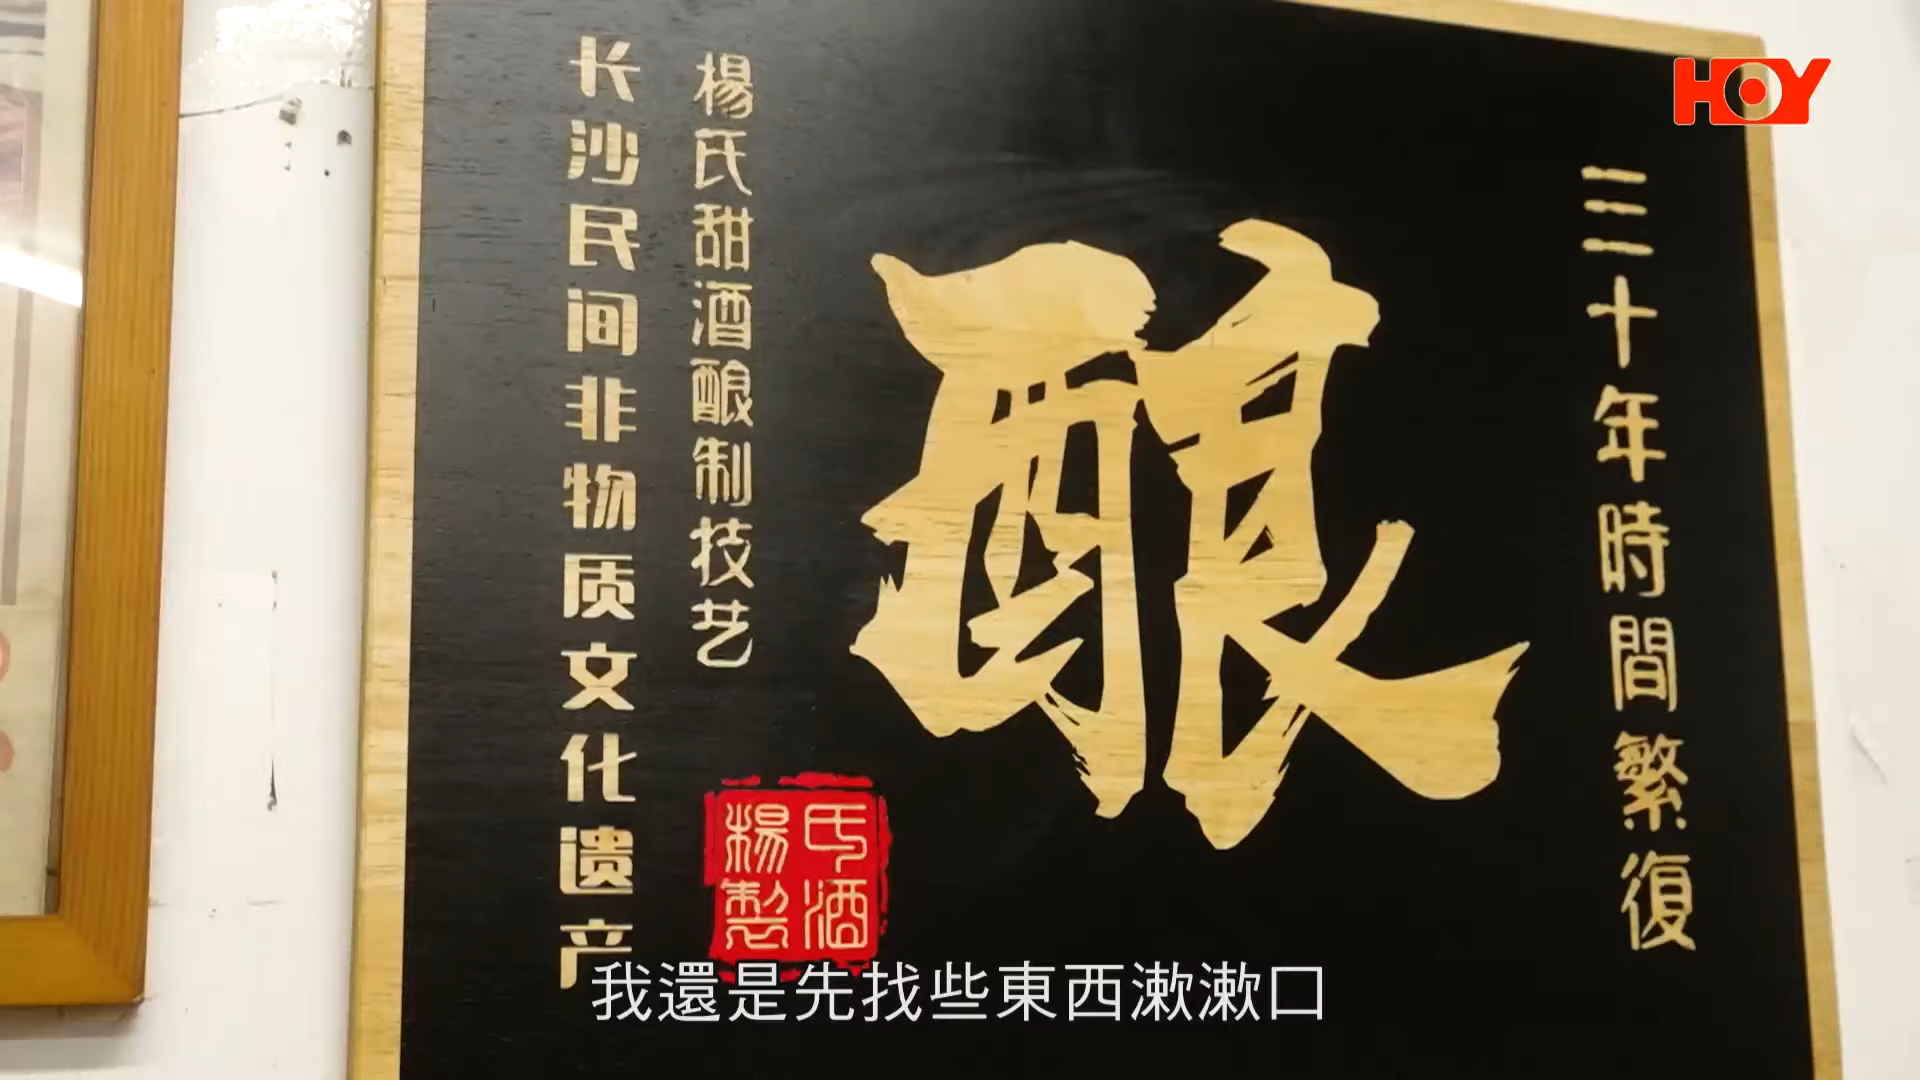 HOY
三十年時間繁復
酿
楊氏甜酒酿制技艺
长沙民间非物质文化遗产
氏酒
楊製
我還是先找些東西漱漱口